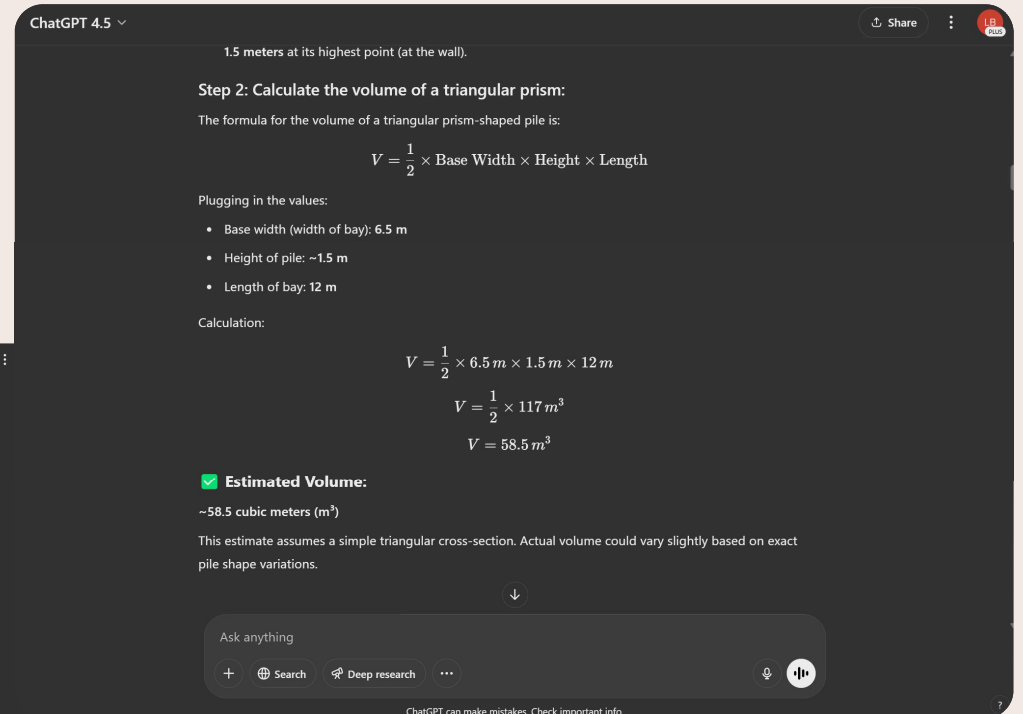 ChatGPT 4.5
Share
LB
PLUS
1.5 meters at its highest point (at the wall).
Step 2: Calculate the volume of a triangular prism:
The formula for the volume of a triangular prism-shaped pile is:
V = 1/2 × Base Width × Height × Length
Plugging in the values:
• Base width (width of bay): 6.5 m
• Height of pile: ~1.5 m
• Length of bay: 12 m
Calculation:
V = 1/2 × 6.5 m × 1.5 m × 12 m
V = 1/2 × 117 m³
V = 58.5 m³
✅ Estimated Volume:
~58.5 cubic meters (m³)
This estimate assumes a simple triangular cross-section. Actual volume could vary slightly based on exact
pile shape variations.
Ask anything
Search
Deep research
ChatGPT can make mistakes. Check important info.
?